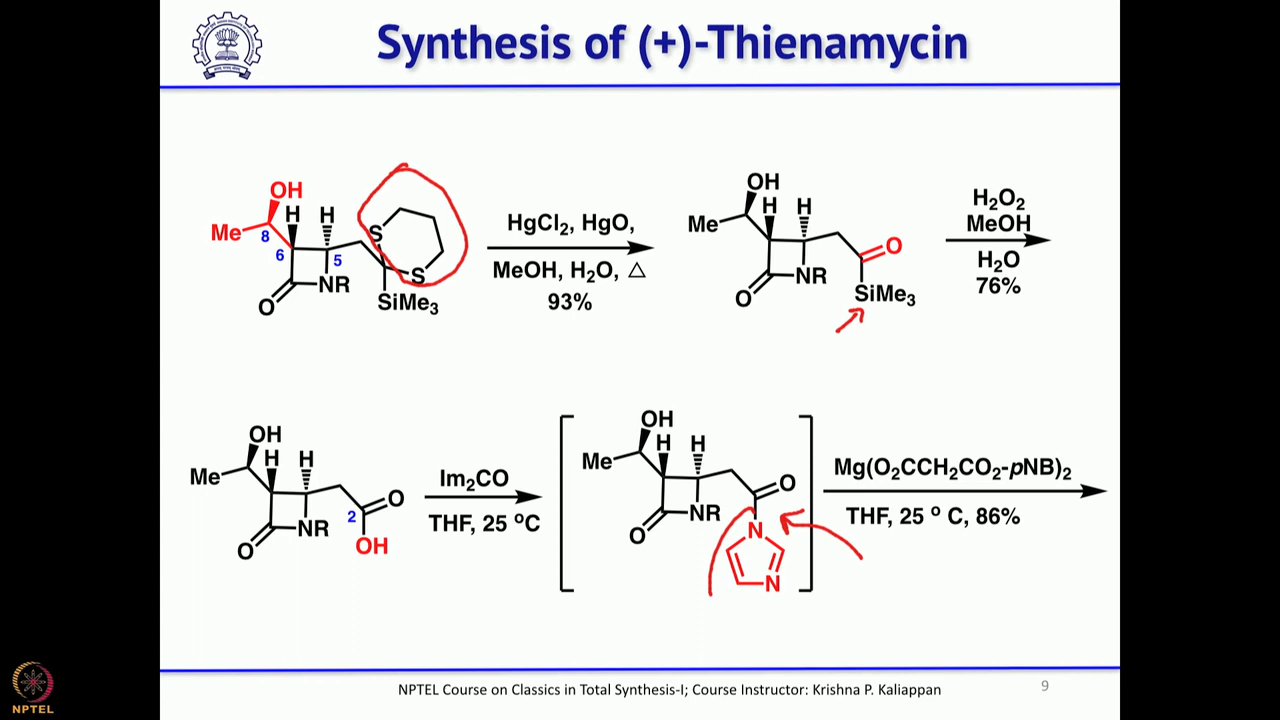 Synthesis of (+)-Thienamycin
OH
H H
Me
8
6
5
S
S
NR
O
SiMe₃
HgCl₂, HgO,
MeOH, H₂O, △
93%
OH
H H
Me
O
NR
O
SiMe₃
H₂O₂
MeOH
H₂O
76%
OH
H H
Me
2
O
NR
O
OH
Im₂CO
THF, 25 ºC
OH
H H
Me
O
NR
O
N
N
Mg(O₂CCH₂CO₂-pNB)₂
THF, 25 º C, 86%
NPTEL
NPTEL Course on Classics in Total Synthesis-I; Course Instructor: Krishna P. Kaliappan
9